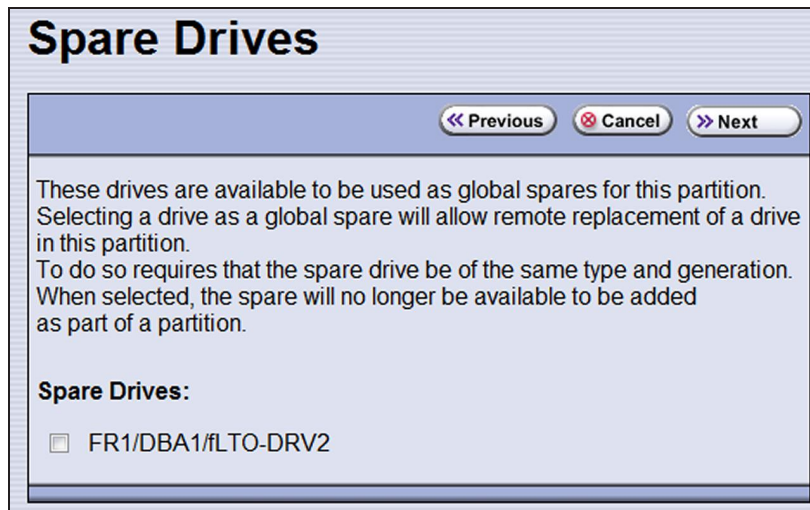 Spare Drives
Previous Cancel Next
These drives are available to be used as global spares for this partition.
Selecting a drive as a global spare will allow remote replacement of a drive
in this partition.
To do so requires that the spare drive be of the same type and generation.
When selected, the spare will no longer be available to be added
as part of a partition.
Spare Drives:
FR1/DBA1/fLTO-DRV2